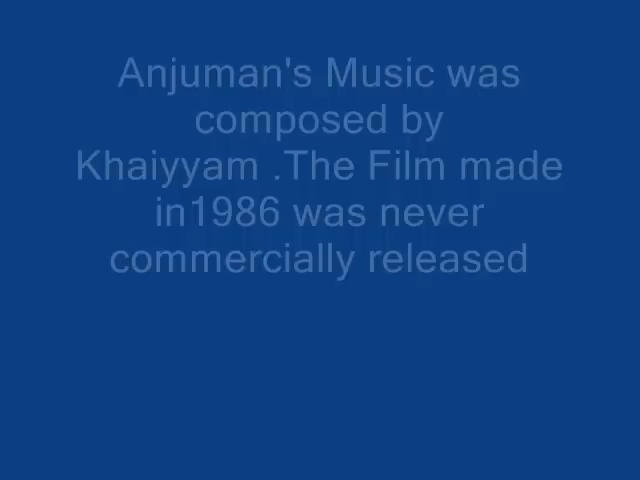 Anjuman's Music was
composed by
Khaiyyam .The Film made
in1986 was never
commercially released